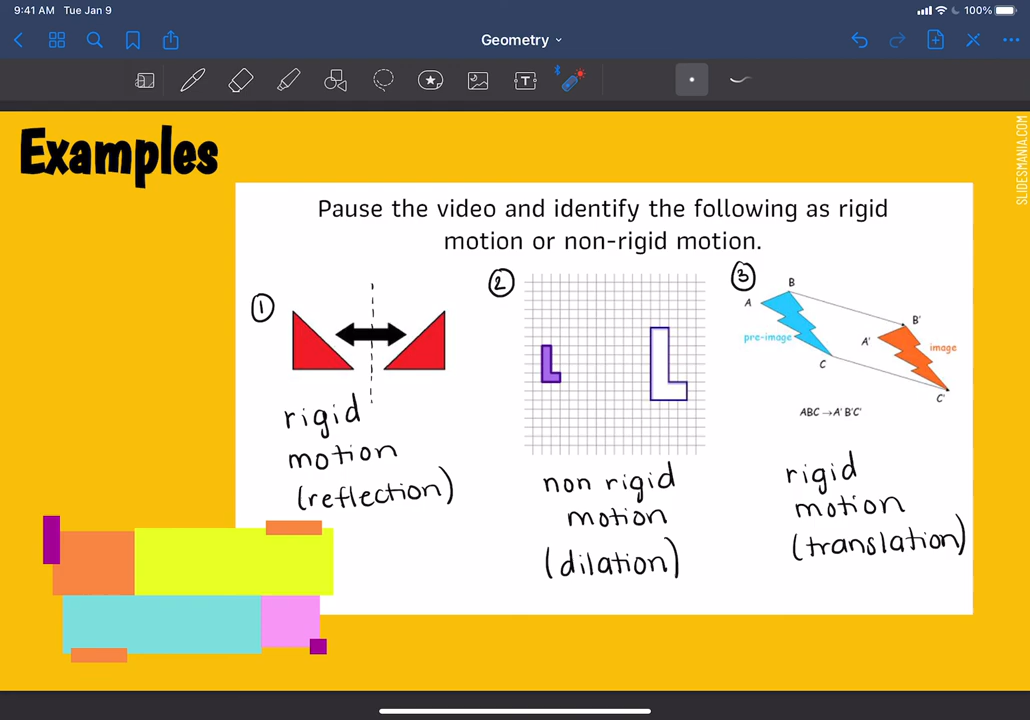 9:41 AM Tue Jan 9
100%
Geometry
T
Examples
SLIDESMANIA.COM
Pause the video and identify the following as rigid
motion or non-rigid motion.
1
rigid
motion
(reflection)
2
non rigid
motion
(dilation)
3
B
A
B'
pre-image
A'
image
C
C'
ABC→A'B'C'
rigid
motion
(translation)